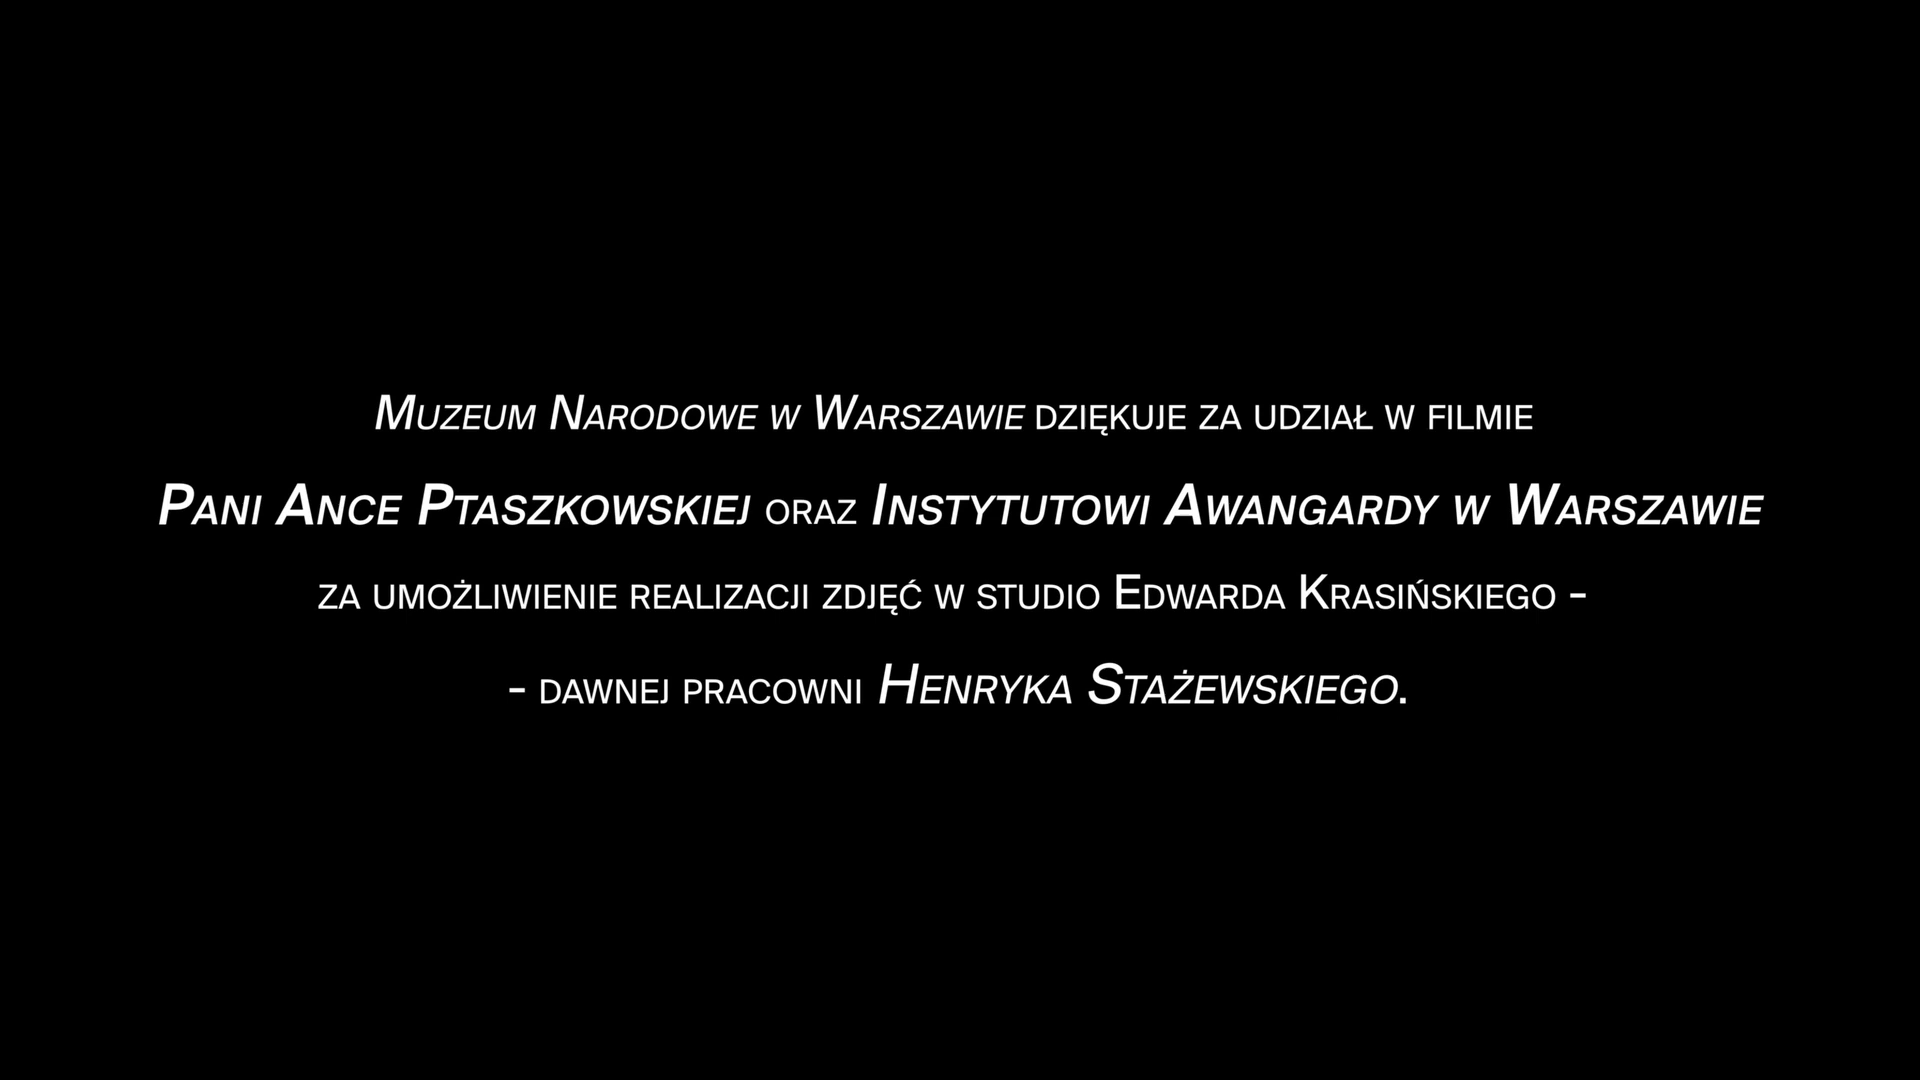 Muzeum Narodowe w Warszawie dziękuje za udział w filmie
Pani Ance Ptaszkowskiej oraz Instytutowi Awangardy w Warszawie
za umożliwienie realizacji zdjęć w studio Edwarda Krasińskiego -
- dawnej pracowni Henryka Stażewskiego.